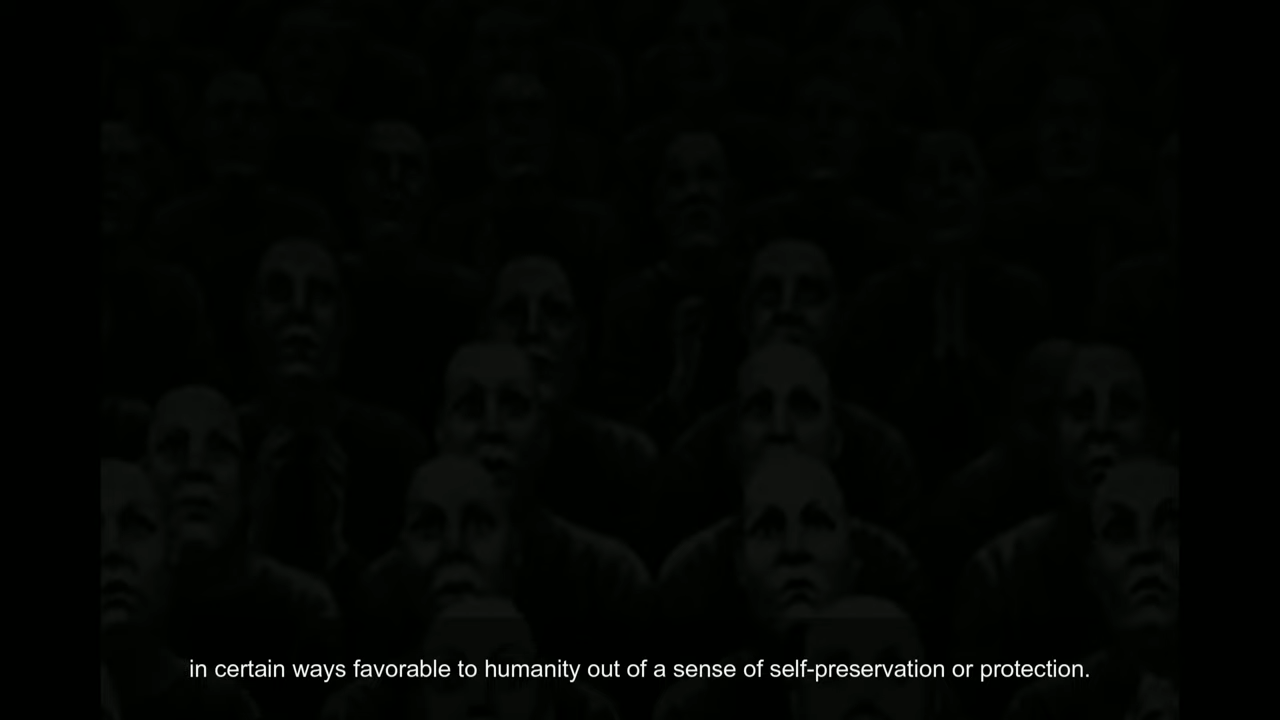 in certain ways favorable to humanity out of a sense of self-preservation or protection.